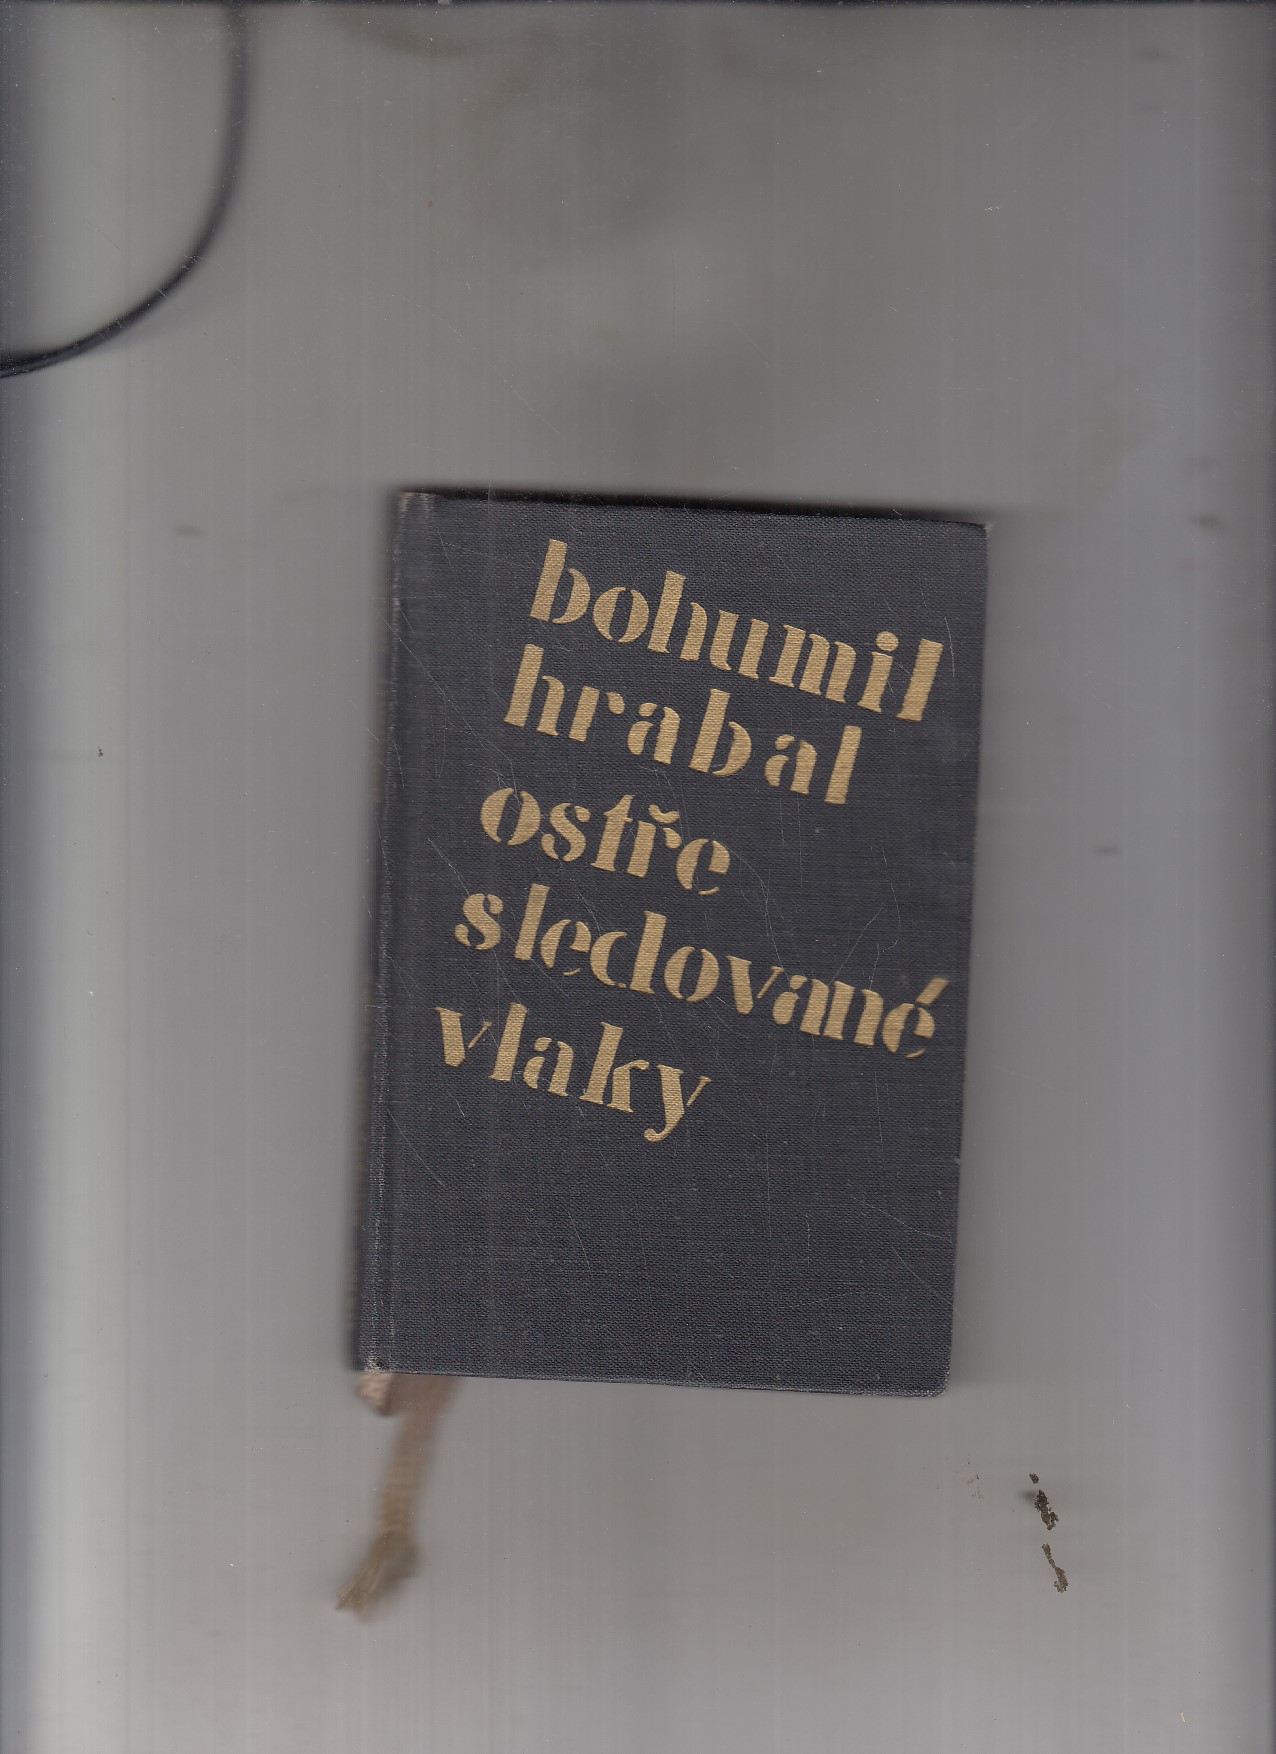 bohumil
hrabal
ostře
sledované
vlaky